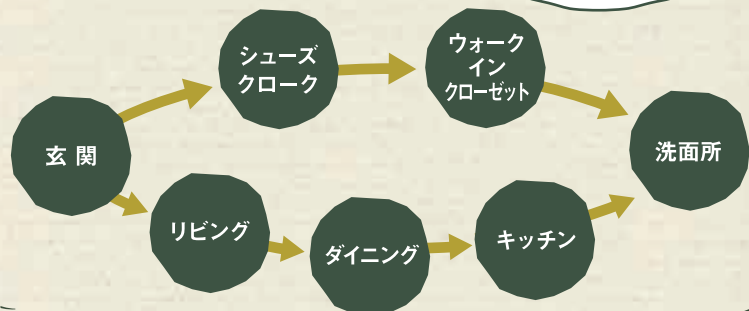 玄関
シューズ
クローク
ウォーク
イン
クローゼット
洗面所
リビング
ダイニング
キッチン